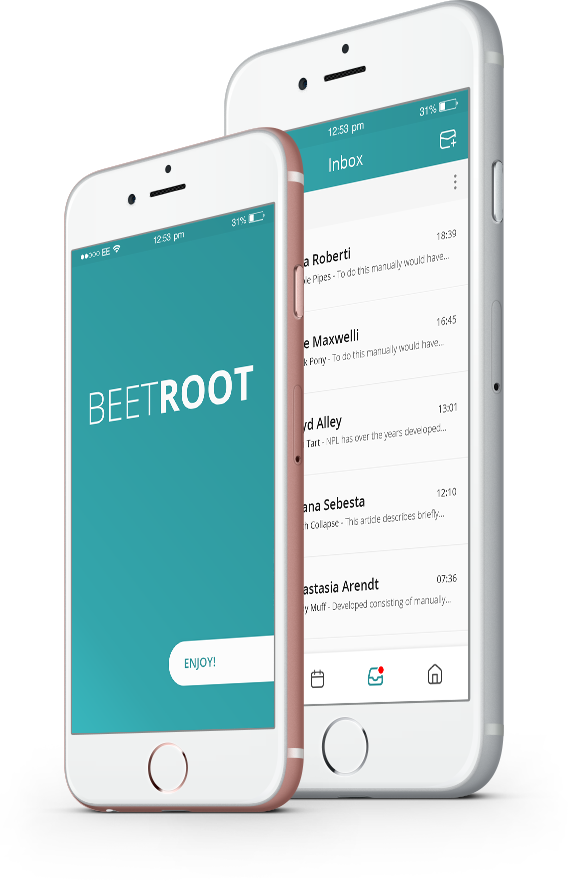 ●●○○○ EE 12:53 pm 31%
BEETROOT
ENJOY!
12:53 pm 31%
Inbox
a Roberti 18:39
le Pipes - To do this manually would have...
e Maxwelli 16:45
k Pony - To do this manually would have...
yd Alley 13:01
Tart - NPL has over the years developed...
ana Sebesta 12:10
h Collapse - This article describes briefly...
astasia Arendt 07:36
y Muff - Developed consisting of manually...